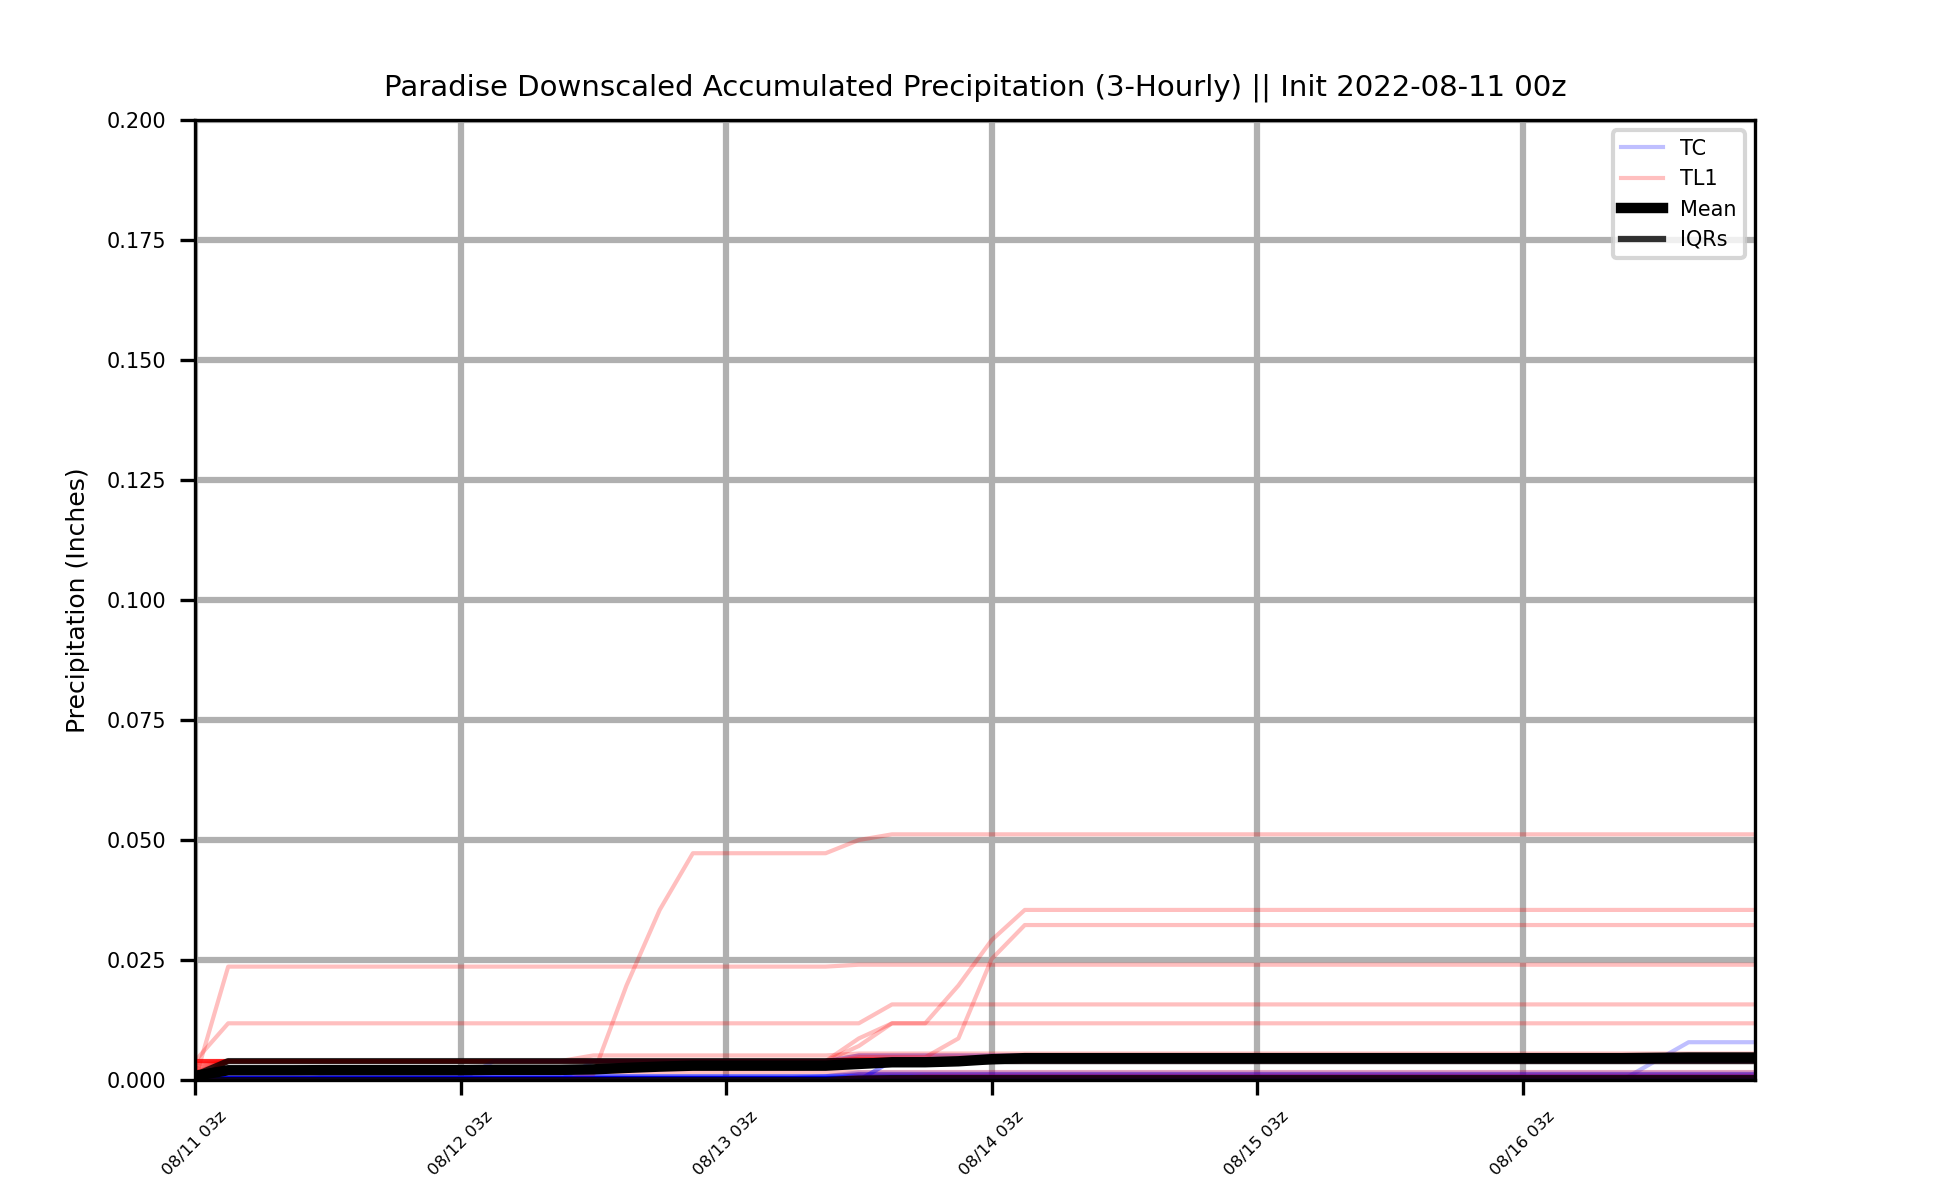 Paradise Downscaled Accumulated Precipitation (3-Hourly) || Init 2022-08-11 00z
0.200
0.175
0.150
0.125
0.100
0.075
0.050
0.025
0.000
Precipitation (Inches)
TC
TL1
Mean
IQRs
08/11 03z
08/12 03z
08/13 03z
08/14 03z
08/15 03z
08/16 03z